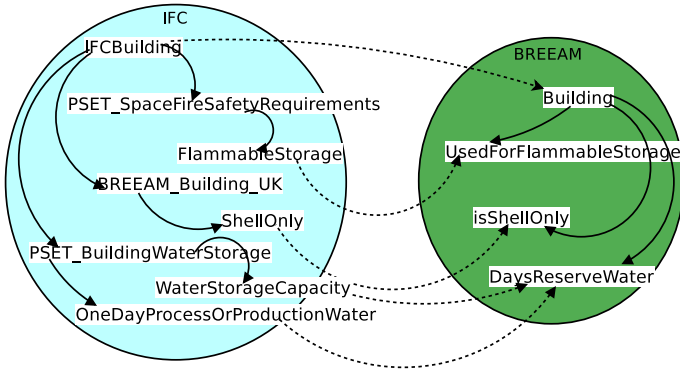 IFC
IFCBuilding
PSET_SpaceFireSafetyRequirements
FlammableStorage
BREEAM_Building_UK
ShellOnly
PSET_BuildingWaterStorage
WaterStorageCapacity
OneDayProcessOrProductionWater
BREEAM
Building
UsedForFlammableStorage
isShellOnly
DaysReserveWater